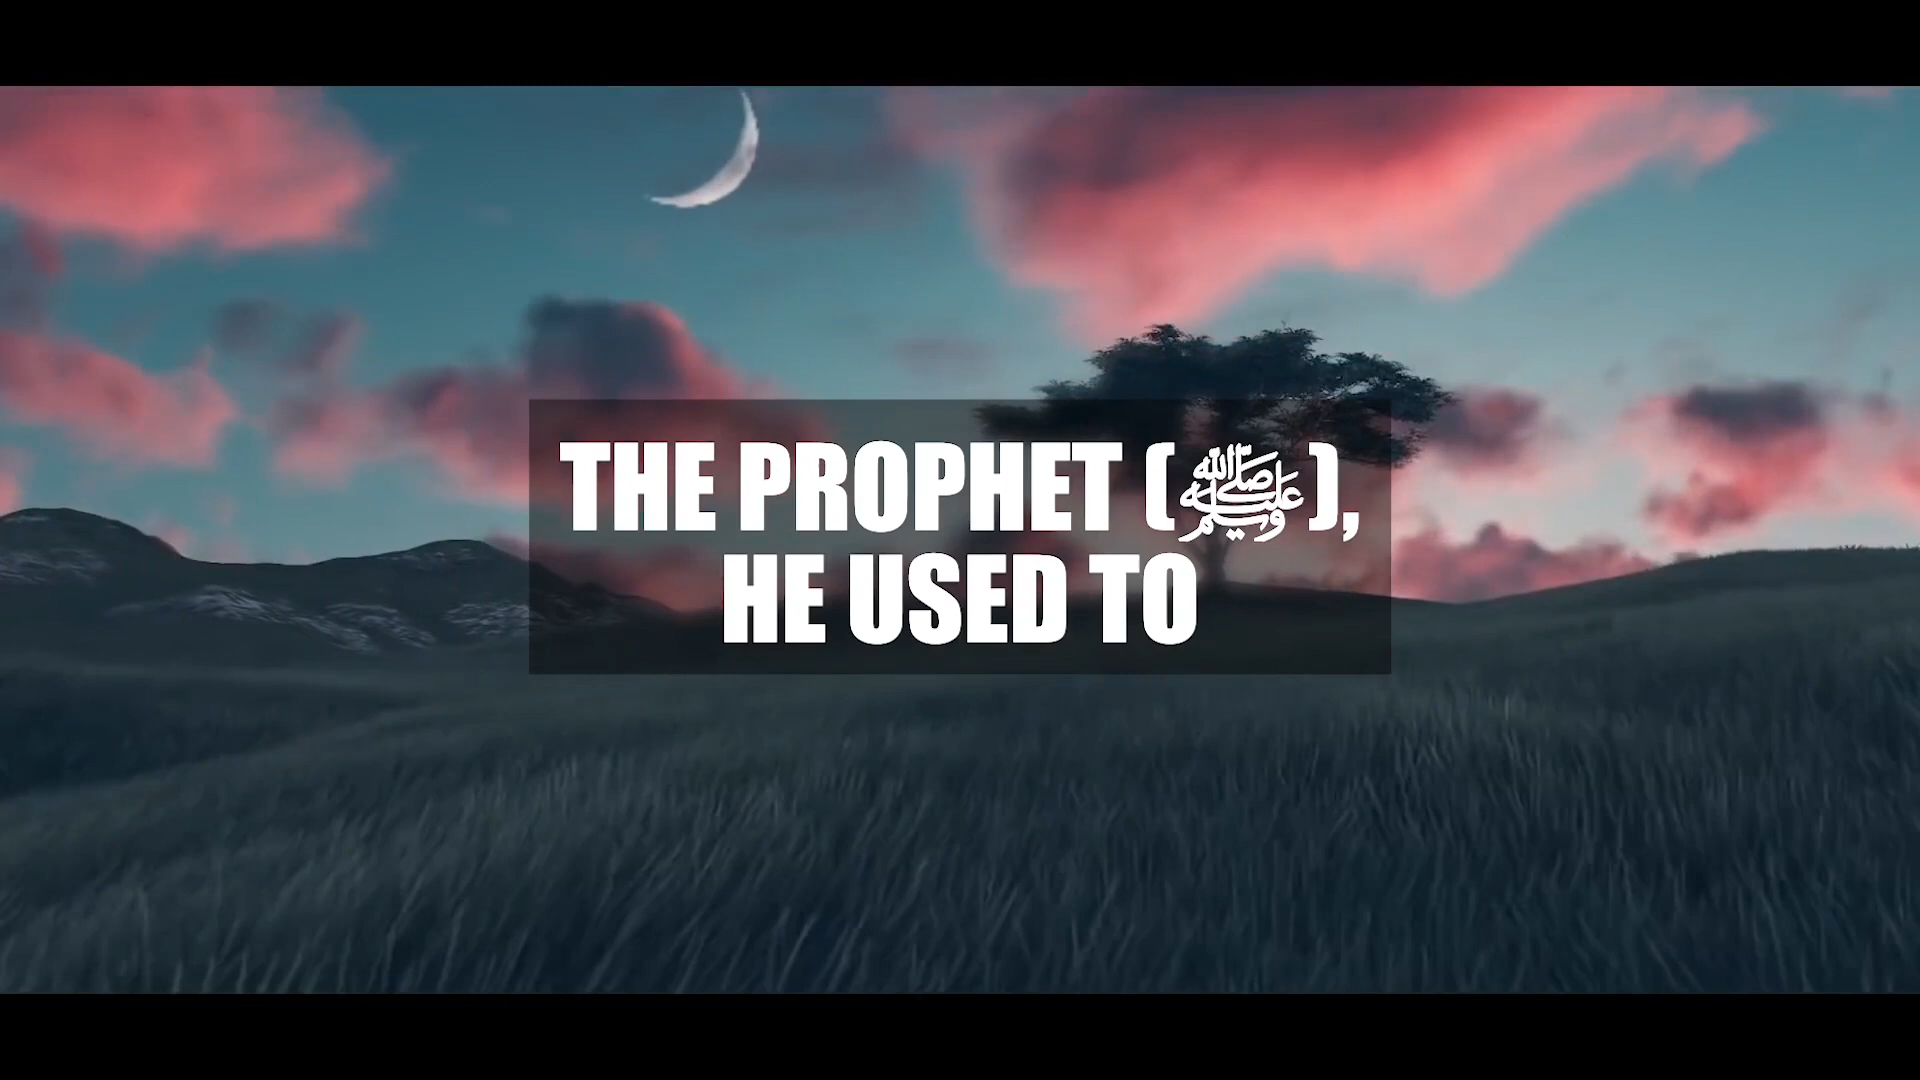 THE PROPHET (ﷺ),
HE USED TO